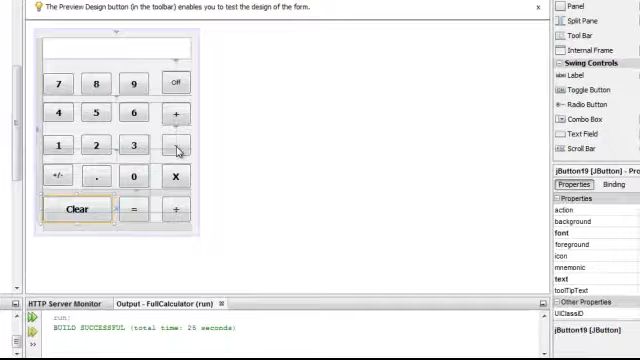 The Preview Design button (in the toolbar) enables you to test the design of the form.
x
Panel
Split Pane
Tool Bar
Internal Frame
Swing Controls
Label
Toggle Button
Radio Button
Combo Box
Text Field
Scroll Bar
7 8 9 Off
4 5 6 +
1 2 3 -
+/- . 0 X
Clear = ÷
jButton19 [JButton] - Pro
Properties Binding
Properties
action
background
font
foreground
icon
mnemonic
text
toolTipText
Other Properties
UIClassID
jButton19 [JButton]
HTTP Server Monitor Output - FullCalculator (run)
run:
BUILD SUCCESSFUL (total time: 26 seconds)